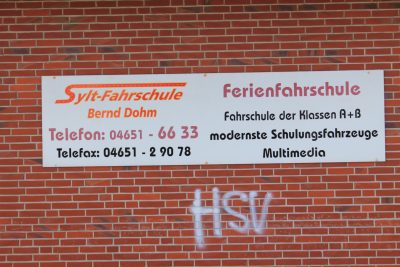 Sylt-Fahrschule
Bernd Dohm
Telefon: 04651 - 66 33
Telefax: 04651 - 2 90 78
Ferienfahrschule
Fahrschule der Klassen A+B
modernste Schulungsfahrzeuge
Multimedia
HSV